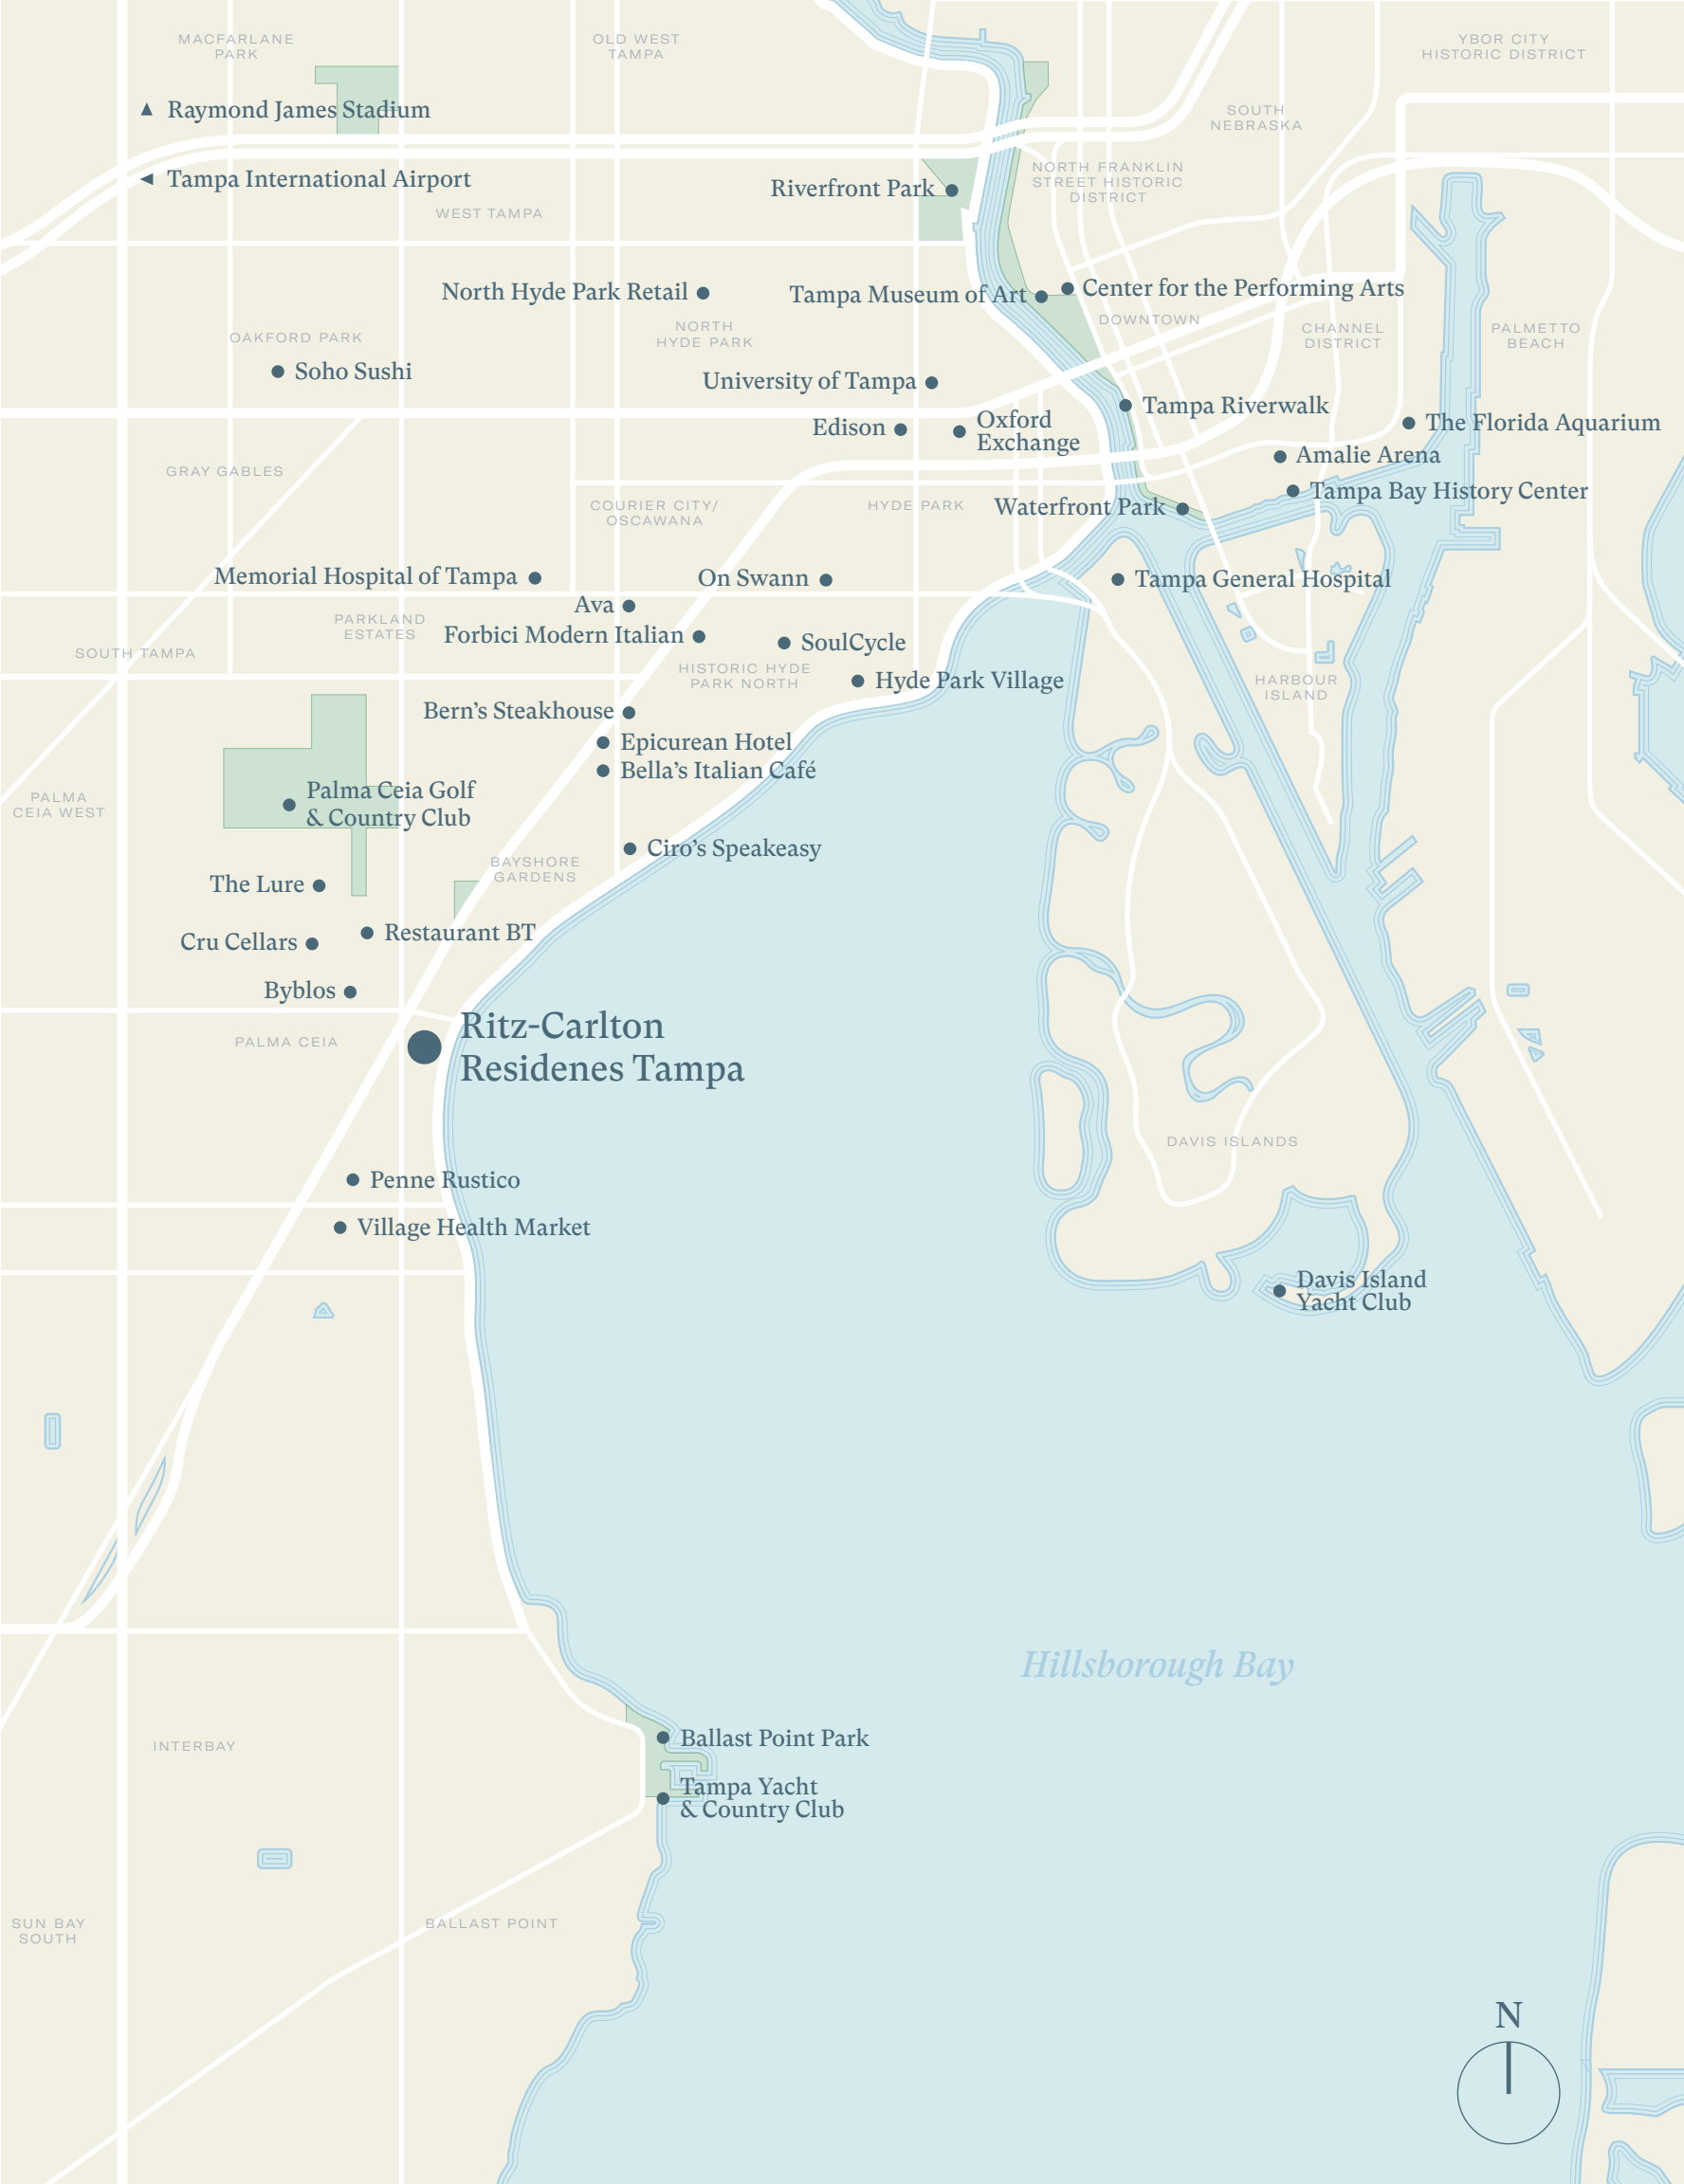 MACFARLANE
PARK
OLD WEST
TAMPA
YBOR CITY
HISTORIC DISTRICT
Raymond James Stadium
SOUTH
NEBRASKA
Tampa International Airport
WEST TAMPA
Riverfront Park
NORTH FRANKLIN
STREET HISTORIC
DISTRICT
North Hyde Park Retail
Tampa Museum of Art
Center for the Performing Arts
OAKFORD PARK
NORTH
HYDE PARK
DOWNTOWN
CHANNEL
DISTRICT
PALMETTO
BEACH
Soho Sushi
University of Tampa
Edison
Oxford
Exchange
Tampa Riverwalk
The Florida Aquarium
Amalie Arena
GRAY GABLES
COURIER CITY/
OSCAWANA
HYDE PARK
Waterfront Park
Tampa Bay History Center
Memorial Hospital of Tampa
On Swann
Tampa General Hospital
Ava
PARKLAND
ESTATES
Forbici Modern Italian
SoulCycle
SOUTH TAMPA
HISTORIC HYDE
PARK NORTH
Hyde Park Village
HARBOUR
ISLAND
Bern's Steakhouse
Epicurean Hotel
Bella's Italian Café
PALMA
CEIA WEST
Palma Ceia Golf
& Country Club
Ciro's Speakeasy
BAYSHORE
GARDENS
The Lure
Restaurant BT
Cru Cellars
Byblos
PALMA CEIA
Ritz-Carlton
Residenes Tampa
DAVIS ISLANDS
Penne Rustico
Village Health Market
Davis Island
Yacht Club
Hillsborough Bay
INTERBAY
Ballast Point Park
Tampa Yacht
& Country Club
SUN BAY
SOUTH
BALLAST POINT
N